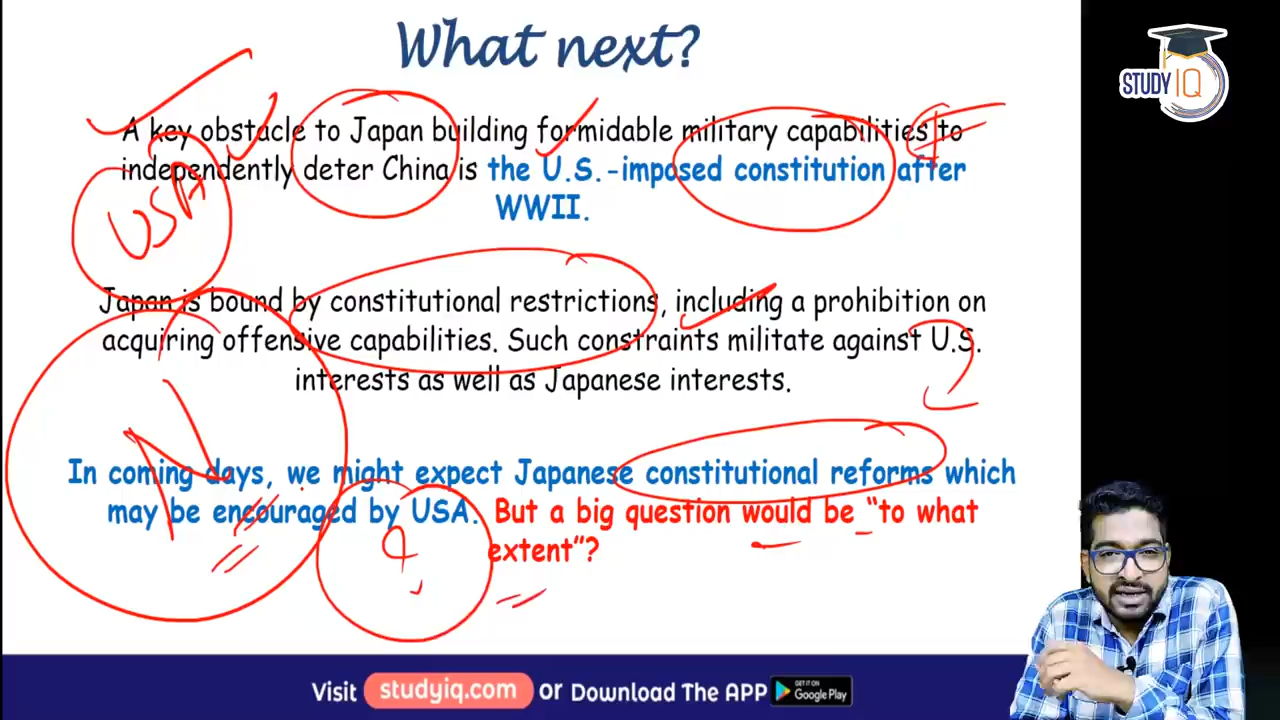 What next?
STUDY IQ
A key obstacle to Japan building formidable military capabilities to
independently deter China is the U.S.-imposed constitution after
WWII.
USA
Japan is bound by constitutional restrictions, including a prohibition on
acquiring offensive capabilities. Such constraints militate against U.S.
interests as well as Japanese interests.
N
In coming days, we might expect Japanese constitutional reforms which
may be encouraged by USA. But a big question would be "to what
extent"?
Visit studyiq.com or Download The APP GET IT ON Google Play